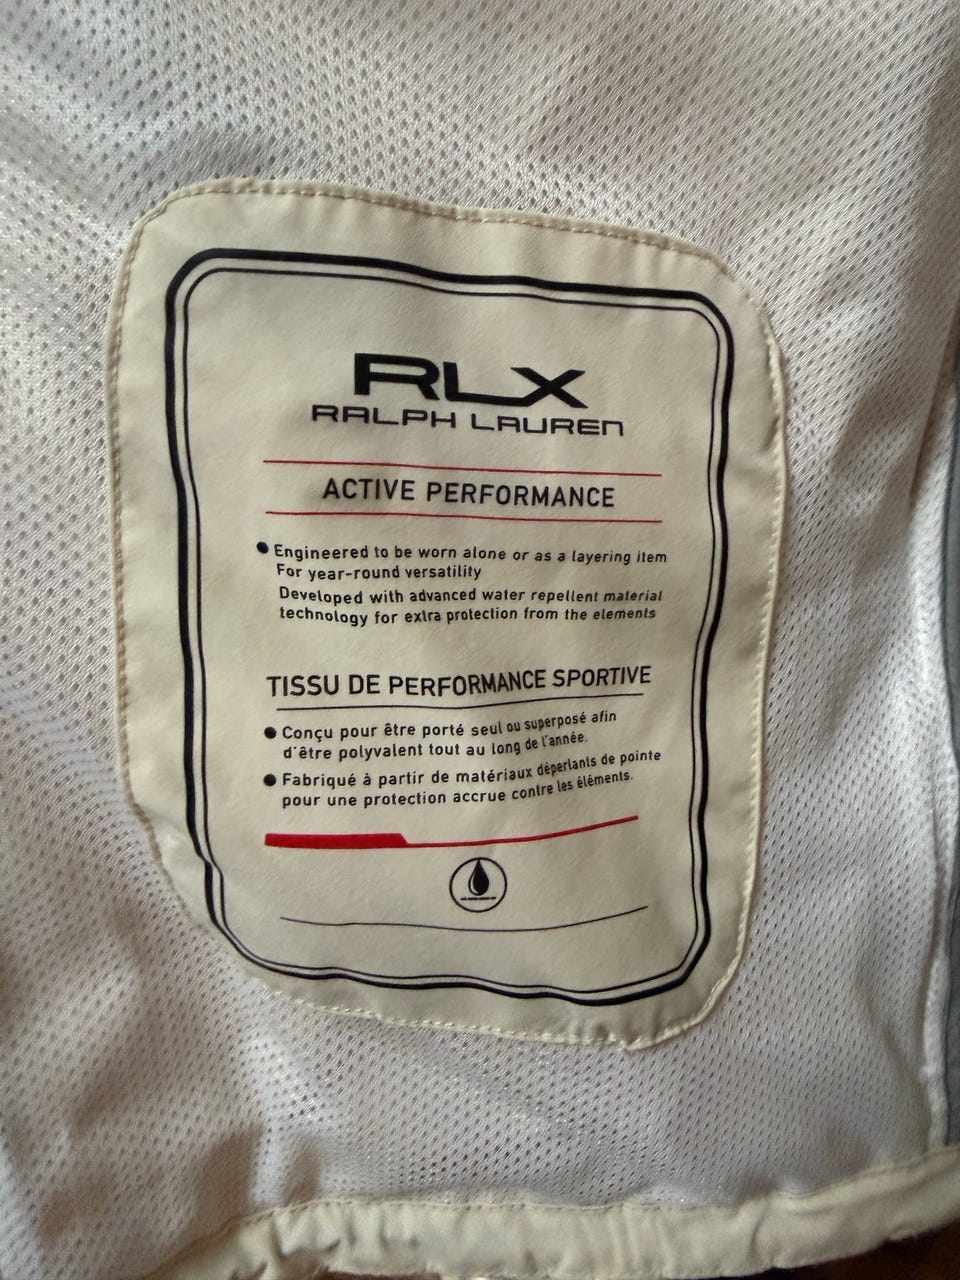 RLX
RALPH LAUREN
ACTIVE PERFORMANCE
● Engineered to be worn alone or as a layering item
For year-round versatility
Developed with advanced water repellent material
technology for extra protection from the elements
TISSU DE PERFORMANCE SPORTIVE
● Conçu pour être porté seul ou superposé afin
d'être polyvalent tout au long de l'année.
● Fabriqué à partir de matériaux déperlants de pointe
pour une protection accrue contre les éléments.